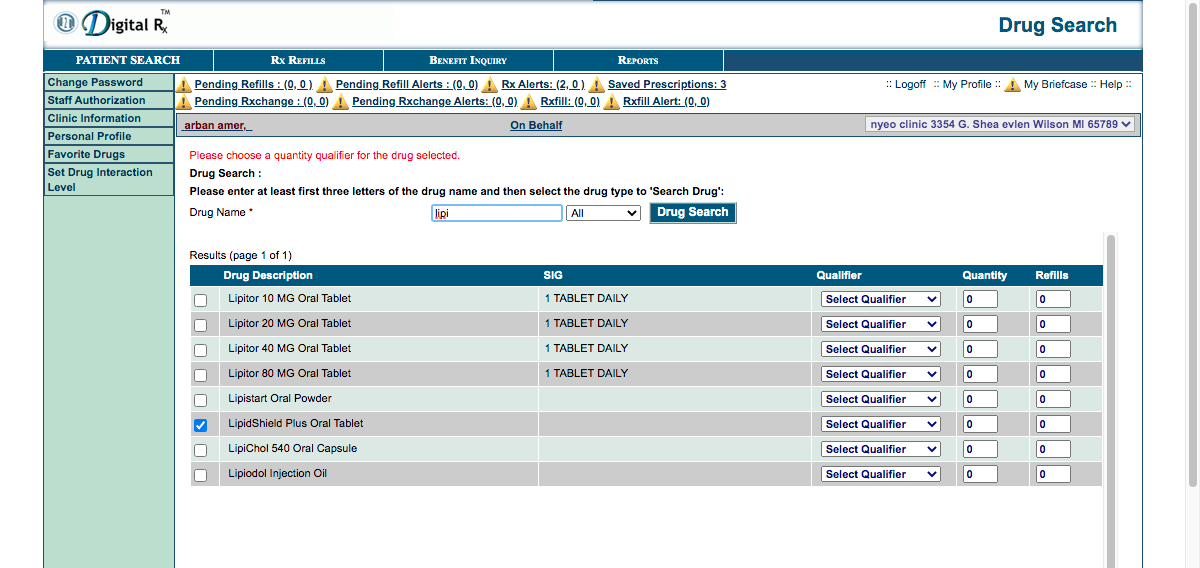 Digital Rx TM
Drug Search
PATIENT SEARCH RX REFILLS BENEFIT INQUIRY REPORTS
Change Password
Staff Authorization
Clinic Information
Personal Profile
Favorite Drugs
Set Drug Interaction
Level
Pending Refills : (0, 0 ) Pending Refill Alerts : (0, 0) Rx Alerts: (2, 0 ) Saved Prescriptions: 3 :: Logoff :: My Profile :: My Briefcase :: Help ::
Pending Rxchange : (0, 0) Pending Rxchange Alerts: (0, 0) Rxfill: (0, 0) Rxfill Alert: (0, 0)
arban amer, On Behalf nyeo clinic 3354 G. Shea evlen Wilson MI 65789
Please choose a quantity qualifier for the drug selected.
Drug Search :
Please enter at least first three letters of the drug name and then select the drug type to 'Search Drug':
Drug Name * lipi All Drug Search
Results (page 1 of 1)
Drug Description SIG Qualifier Quantity Refills
Lipitor 10 MG Oral Tablet 1 TABLET DAILY Select Qualifier 0 0
Lipitor 20 MG Oral Tablet 1 TABLET DAILY Select Qualifier 0 0
Lipitor 40 MG Oral Tablet 1 TABLET DAILY Select Qualifier 0 0
Lipitor 80 MG Oral Tablet 1 TABLET DAILY Select Qualifier 0 0
Lipistart Oral Powder Select Qualifier 0 0
LipidShield Plus Oral Tablet Select Qualifier 0 0
LipiChol 540 Oral Capsule Select Qualifier 0 0
Lipiodol Injection Oil Select Qualifier 0 0